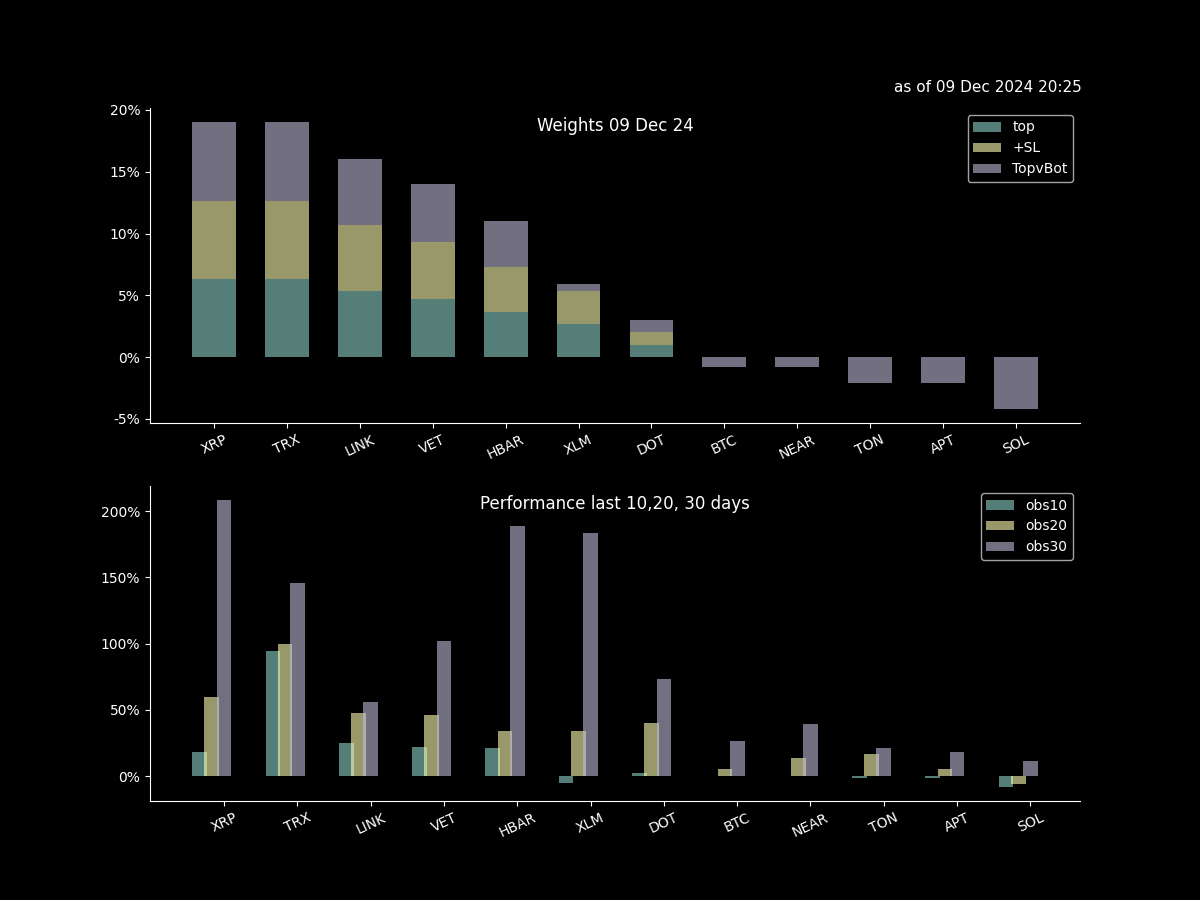 as of 09 Dec 2024 20:25
Weights 09 Dec 24
top
+SL
TopvBot
20%
15%
10%
5%
0%
-5%
XRP TRX LINK VET HBAR XLM DOT BTC NEAR TON APT SOL
Performance last 10,20, 30 days
obs10
obs20
obs30
200%
150%
100%
50%
0%
XRP TRX LINK VET HBAR XLM DOT BTC NEAR TON APT SOL